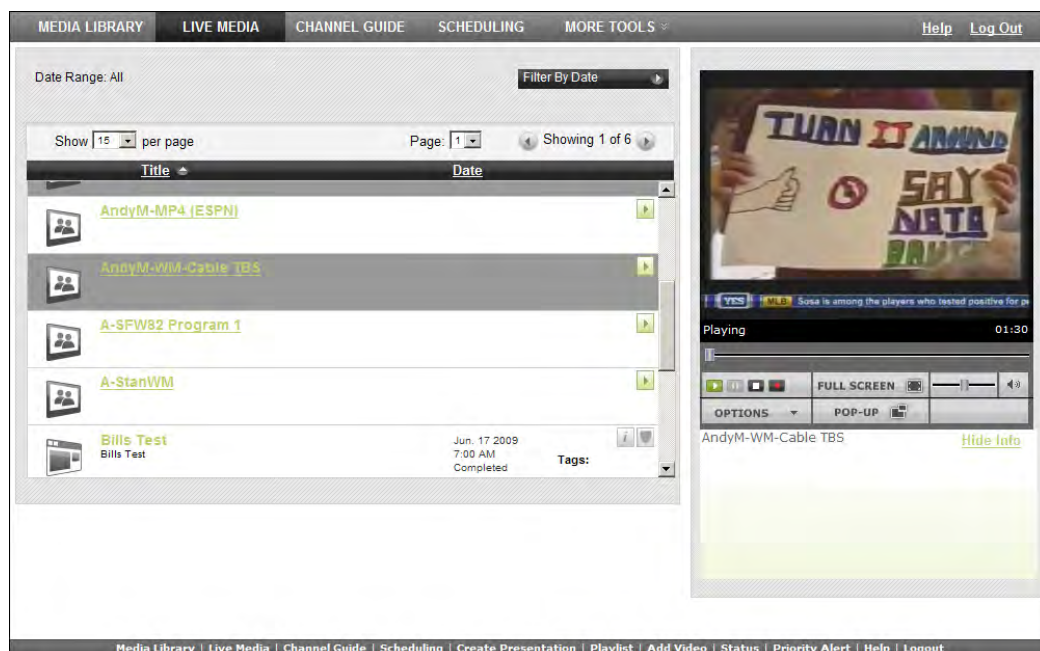 MEDIA LIBRARY LIVE MEDIA CHANNEL GUIDE SCHEDULING MORE TOOLS Help Log Out
Date Range: All Filter By Date
Show 15 per page Page: 1 Showing 1 of 6
Title Date
AndyM-MP4 (ESPN)
AndyM-WM-Cable TBS
A-SFW82 Program 1
A-StanWM
Bills Test
Bills Test
Jun. 17 2009
7:00 AM
Completed
Tags:
TURN IT AROUND
SAY
NO TO
YES MLB Sosa is among the players who tested positive for
Playing 01:30
FULL SCREEN
OPTIONS POP-UP
AndyM-WM-Cable TBS Hide Info
Media Library | Live Media | Channel Guide | Scheduling | Create Presentation | Playlist | Add Video | Status | Priority Alert | Help | Logout